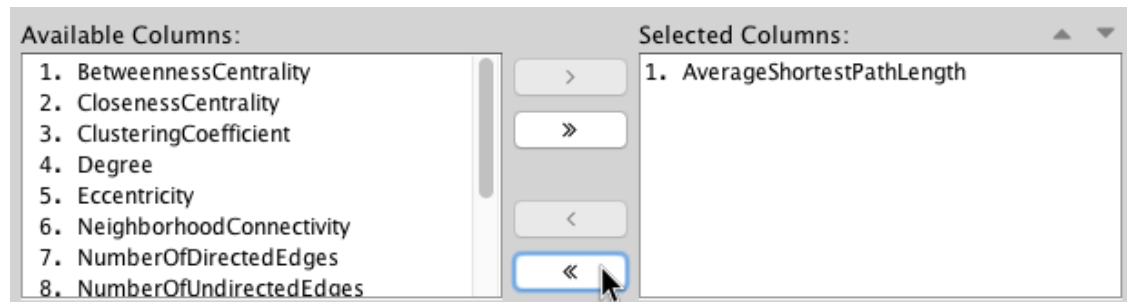 Available Columns:
1. BetweennessCentrality
2. ClosenessCentrality
3. ClusteringCoefficient
4. Degree
5. Eccentricity
6. NeighborhoodConnectivity
7. NumberOfDirectedEdges
8. NumberOfUndirectedEdges
>
»
<
«
Selected Columns:
1. AverageShortestPathLength